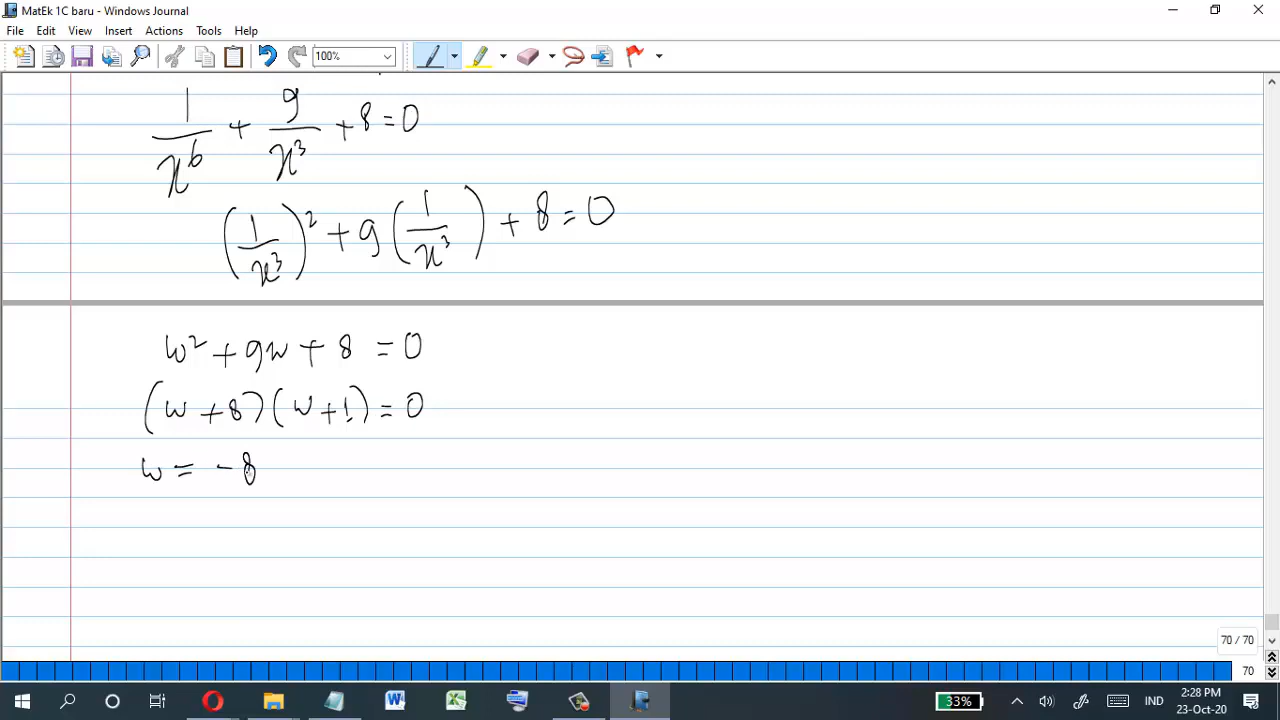 MatEk 1C baru - Windows Journal
File Edit View Insert Actions Tools Help
100%
1/x^6 + 9/x^3 + 8 = 0
(1/x^3)^2 + 9(1/x^3) + 8 = 0
w^2 + 9w + 8 = 0
(w + 8)(w + 1) = 0
w = -8
70 / 70
70
33% IND 2:28 PM
23-Oct-20